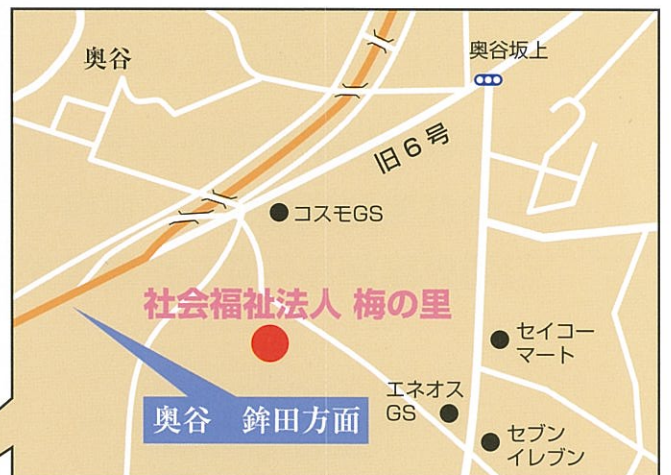 奥谷
奥谷坂上
旧6号
コスモGS
社会福祉法人 梅の里
セイコー
マート
エネオス
GS
奥谷 鉾田方面
セブン
イレブン